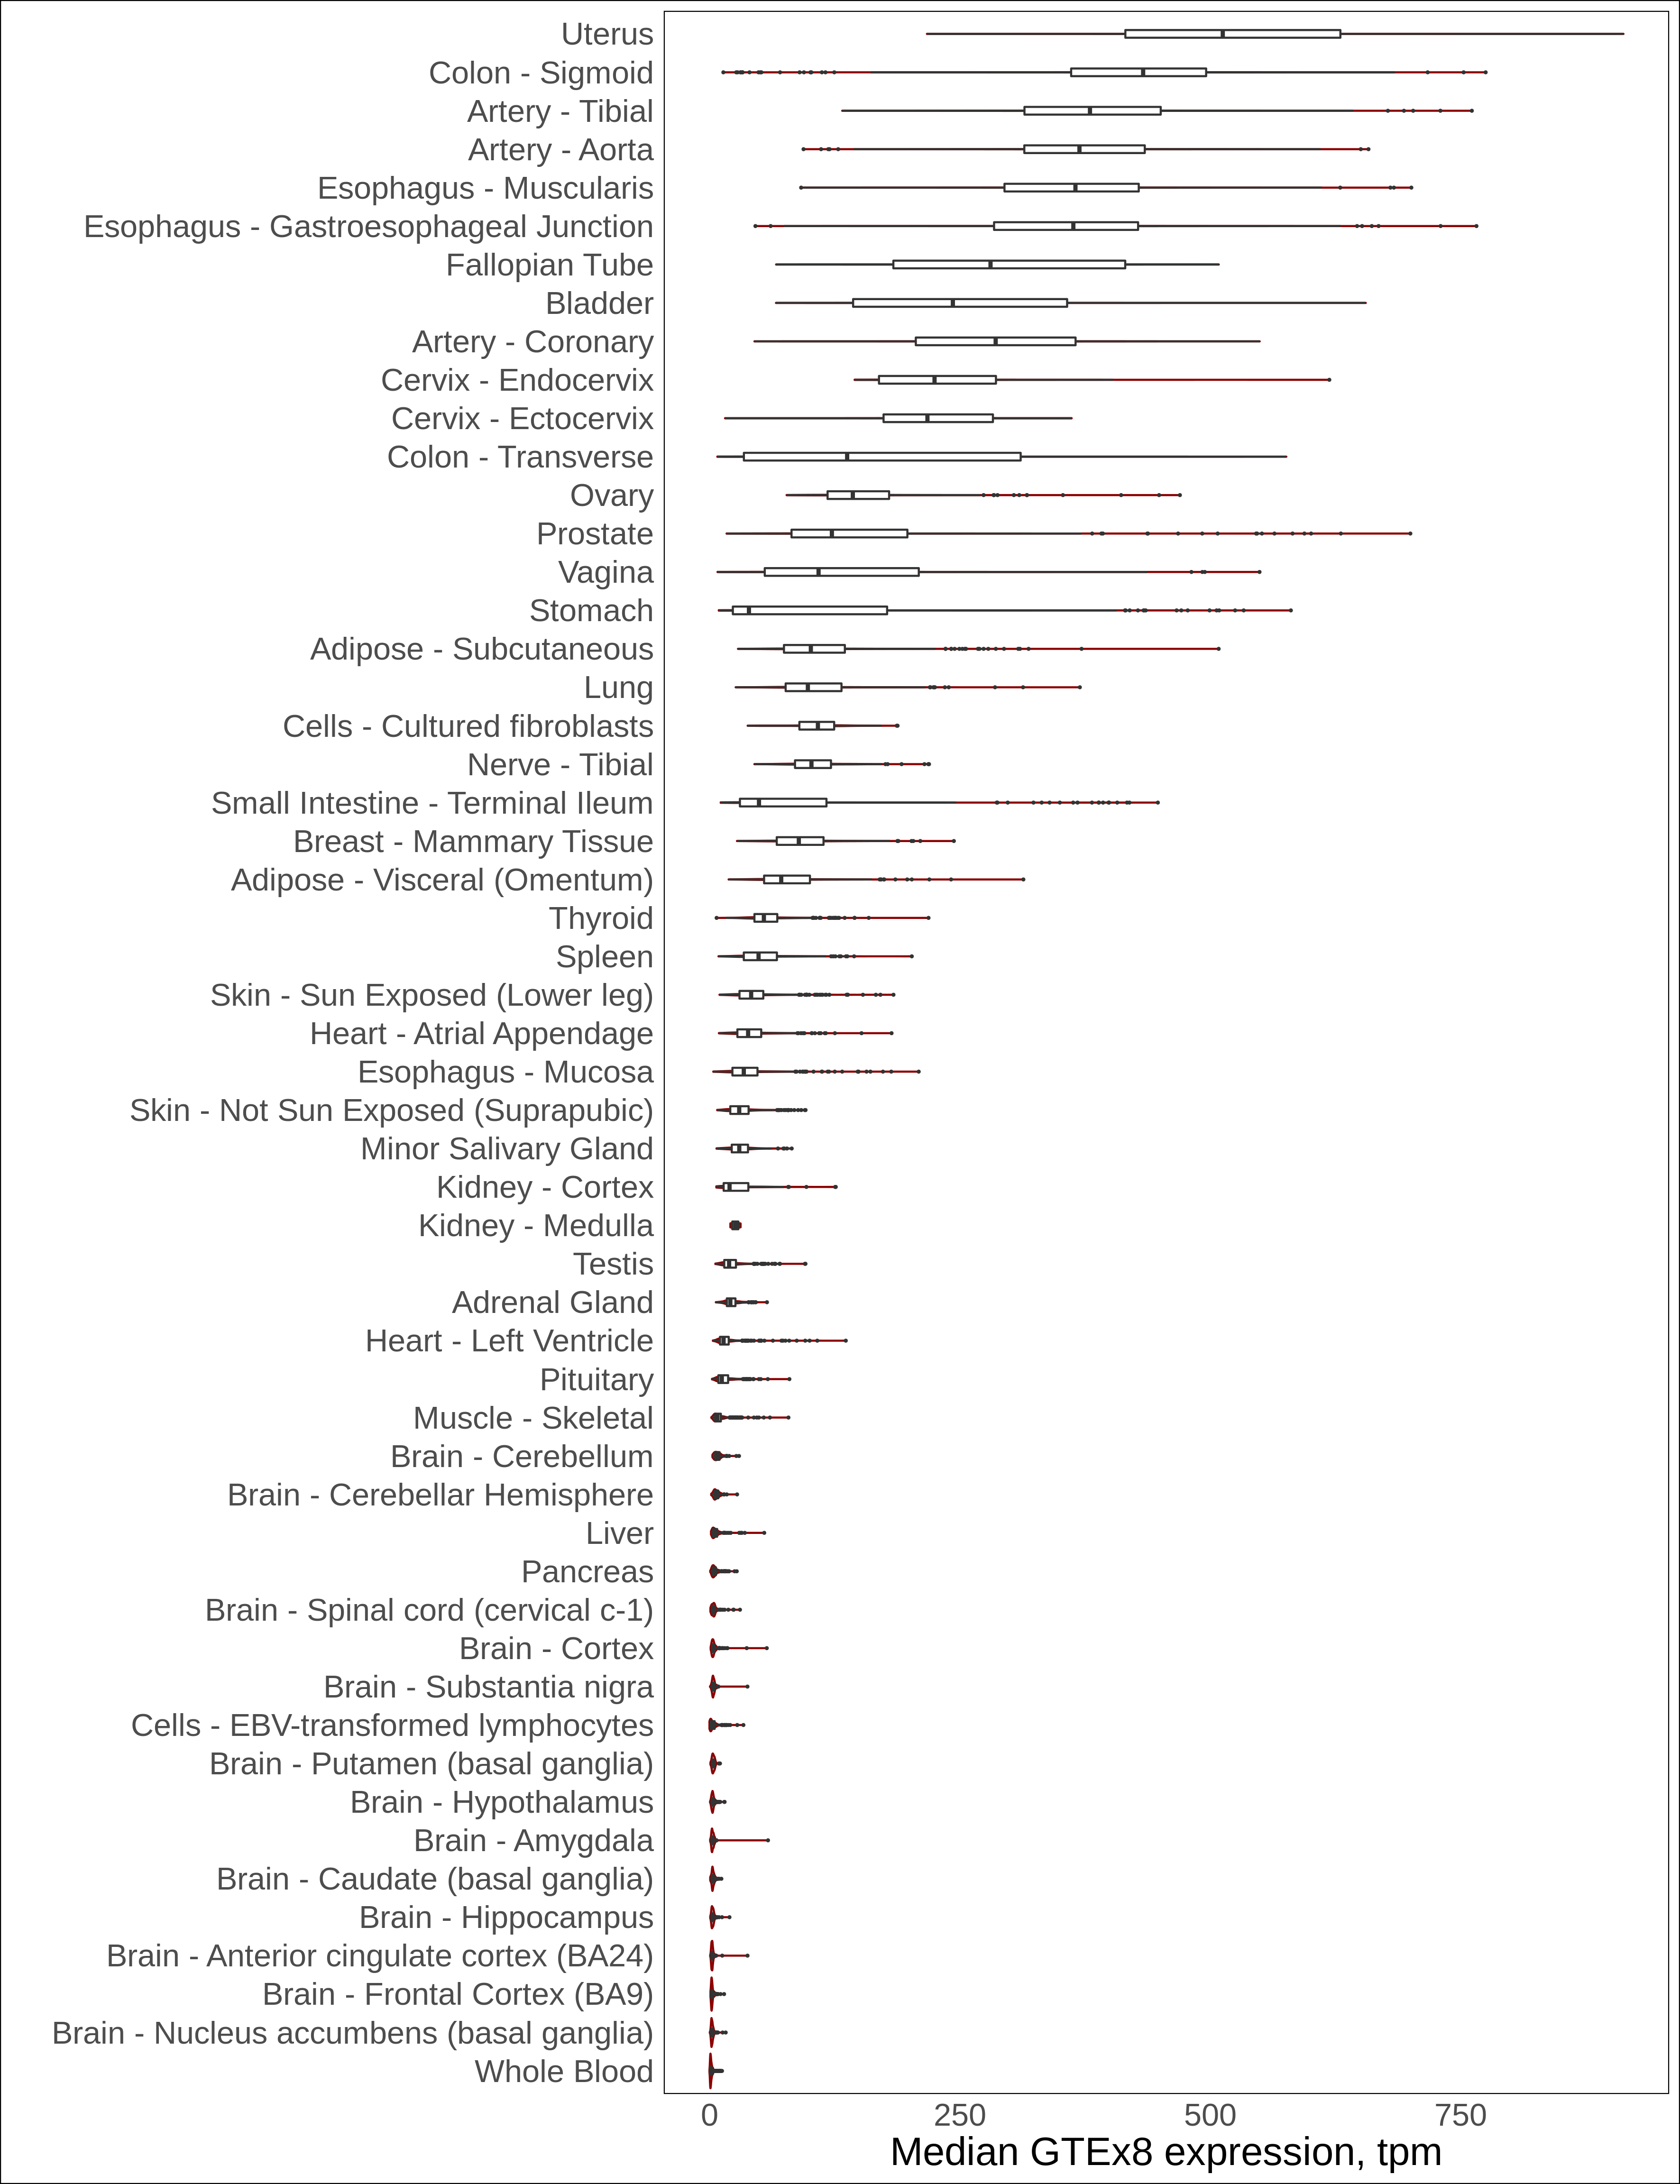 Uterus
Colon - Sigmoid
Artery - Tibial
Artery - Aorta
Esophagus - Muscularis
Esophagus - Gastroesophageal Junction
Fallopian Tube
Bladder
Artery - Coronary
Cervix - Endocervix
Cervix - Ectocervix
Colon - Transverse
Ovary
Prostate
Vagina
Stomach
Adipose - Subcutaneous
Lung
Cells - Cultured fibroblasts
Nerve - Tibial
Small Intestine - Terminal Ileum
Breast - Mammary Tissue
Adipose - Visceral (Omentum)
Thyroid
Spleen
Skin - Sun Exposed (Lower leg)
Heart - Atrial Appendage
Esophagus - Mucosa
Skin - Not Sun Exposed (Suprapubic)
Minor Salivary Gland
Kidney - Cortex
Kidney - Medulla
Testis
Adrenal Gland
Heart - Left Ventricle
Pituitary
Muscle - Skeletal
Brain - Cerebellum
Brain - Cerebellar Hemisphere
Liver
Pancreas
Brain - Spinal cord (cervical c-1)
Brain - Cortex
Brain - Substantia nigra
Cells - EBV-transformed lymphocytes
Brain - Putamen (basal ganglia)
Brain - Hypothalamus
Brain - Amygdala
Brain - Caudate (basal ganglia)
Brain - Hippocampus
Brain - Anterior cingulate cortex (BA24)
Brain - Frontal Cortex (BA9)
Brain - Nucleus accumbens (basal ganglia)
Whole Blood
0 250 500 750
Median GTEx8 expression, tpm